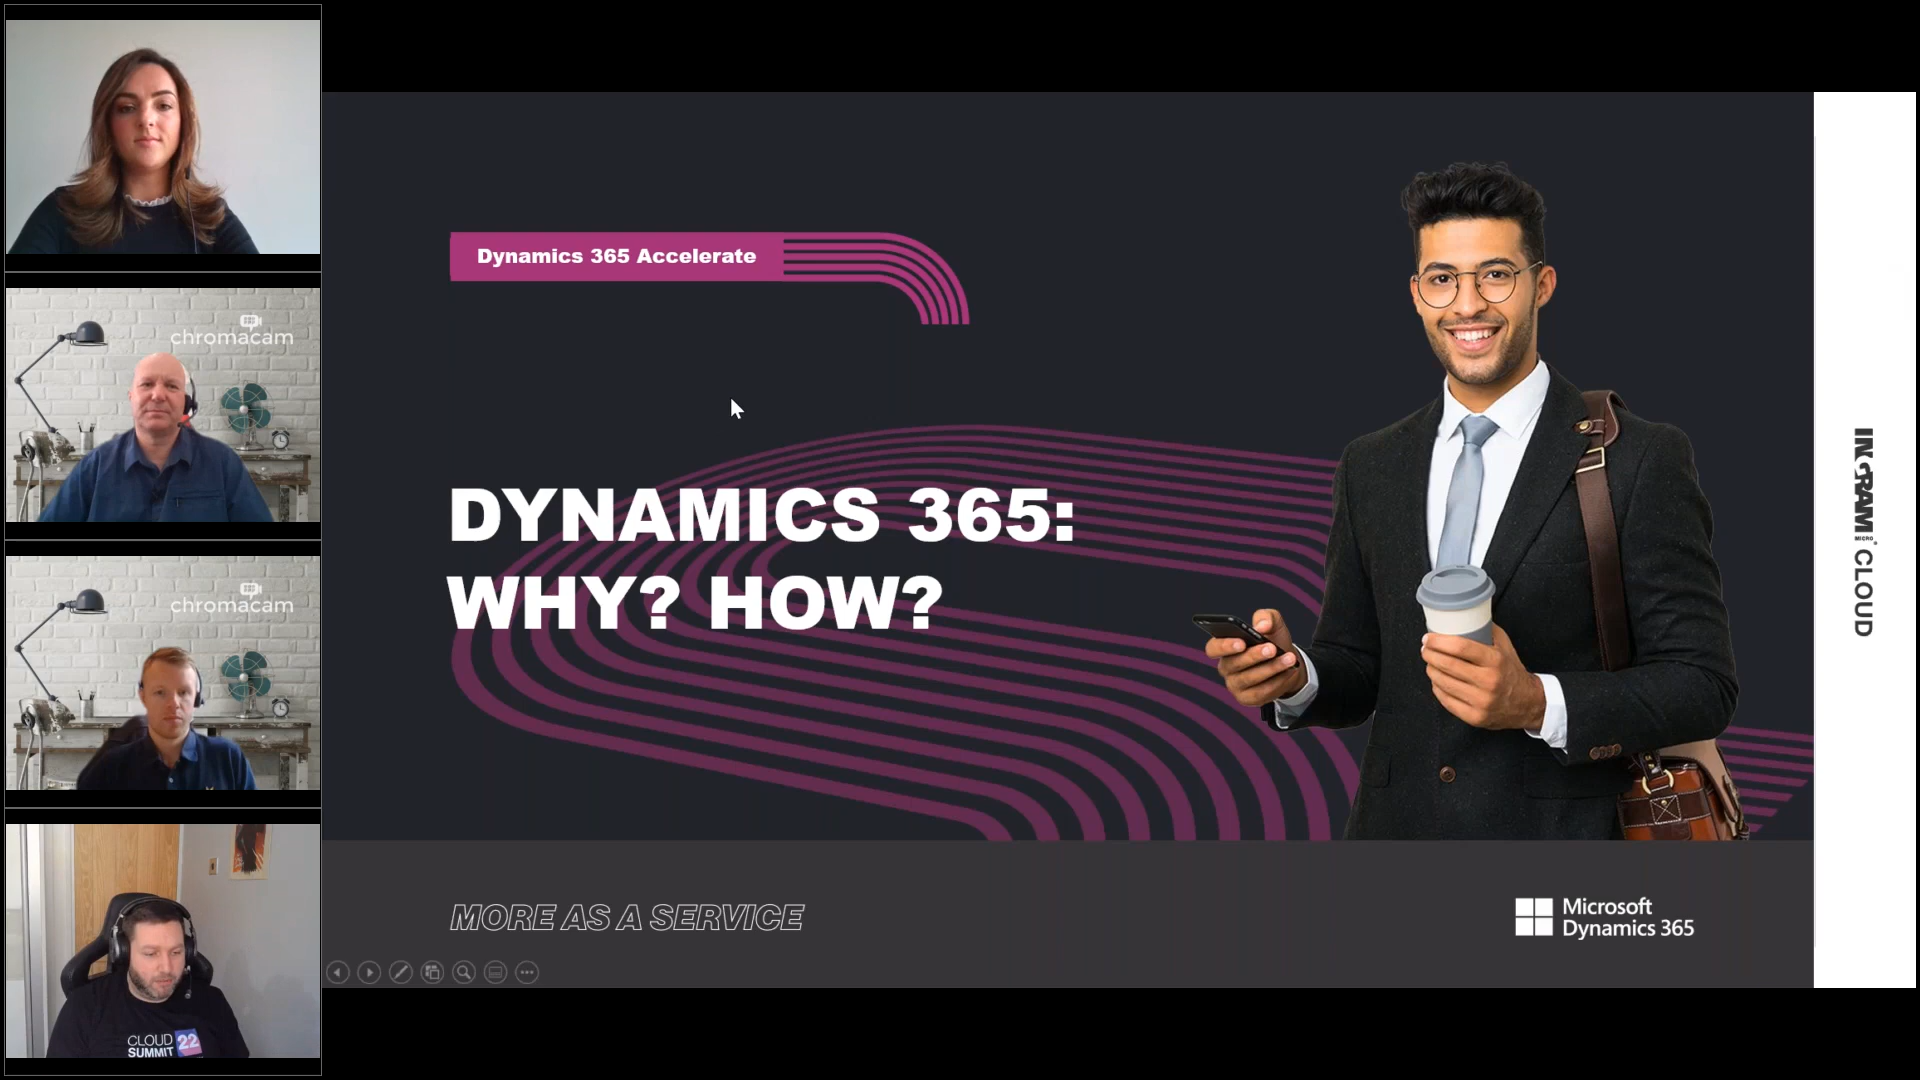 chromacam
chromacam
CLOUD
SUMMIT
22
Dynamics 365 Accelerate
DYNAMICS 365:
WHY? HOW?
MORE AS A SERVICE
Microsoft
Dynamics 365
INGRAM MICRO CLOUD